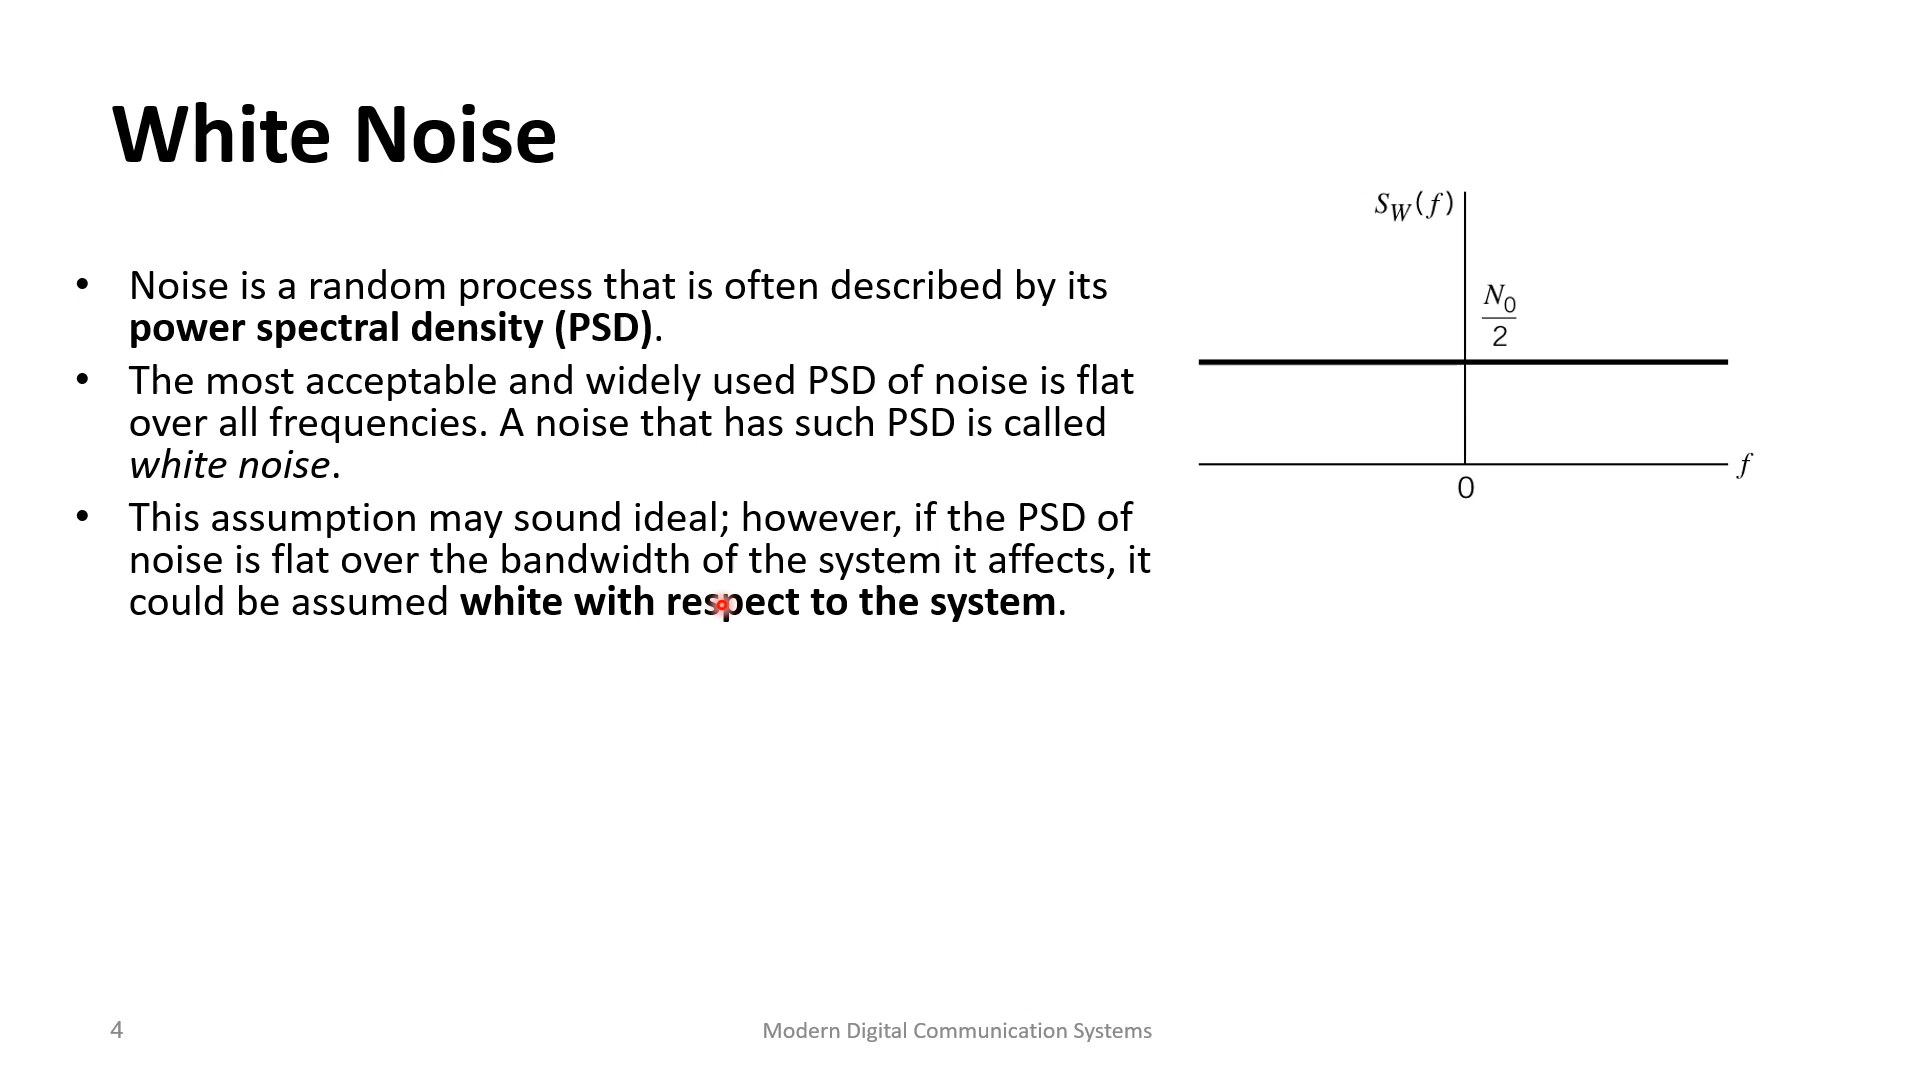 White Noise
• Noise is a random process that is often described by its
power spectral density (PSD).
• The most acceptable and widely used PSD of noise is flat
over all frequencies. A noise that has such PSD is called
white noise.
• This assumption may sound ideal; however, if the PSD of
noise is flat over the bandwidth of the system it affects, it
could be assumed white with respect to the system.
S_W(f)
N_0
2
f
0
4
Modern Digital Communication Systems